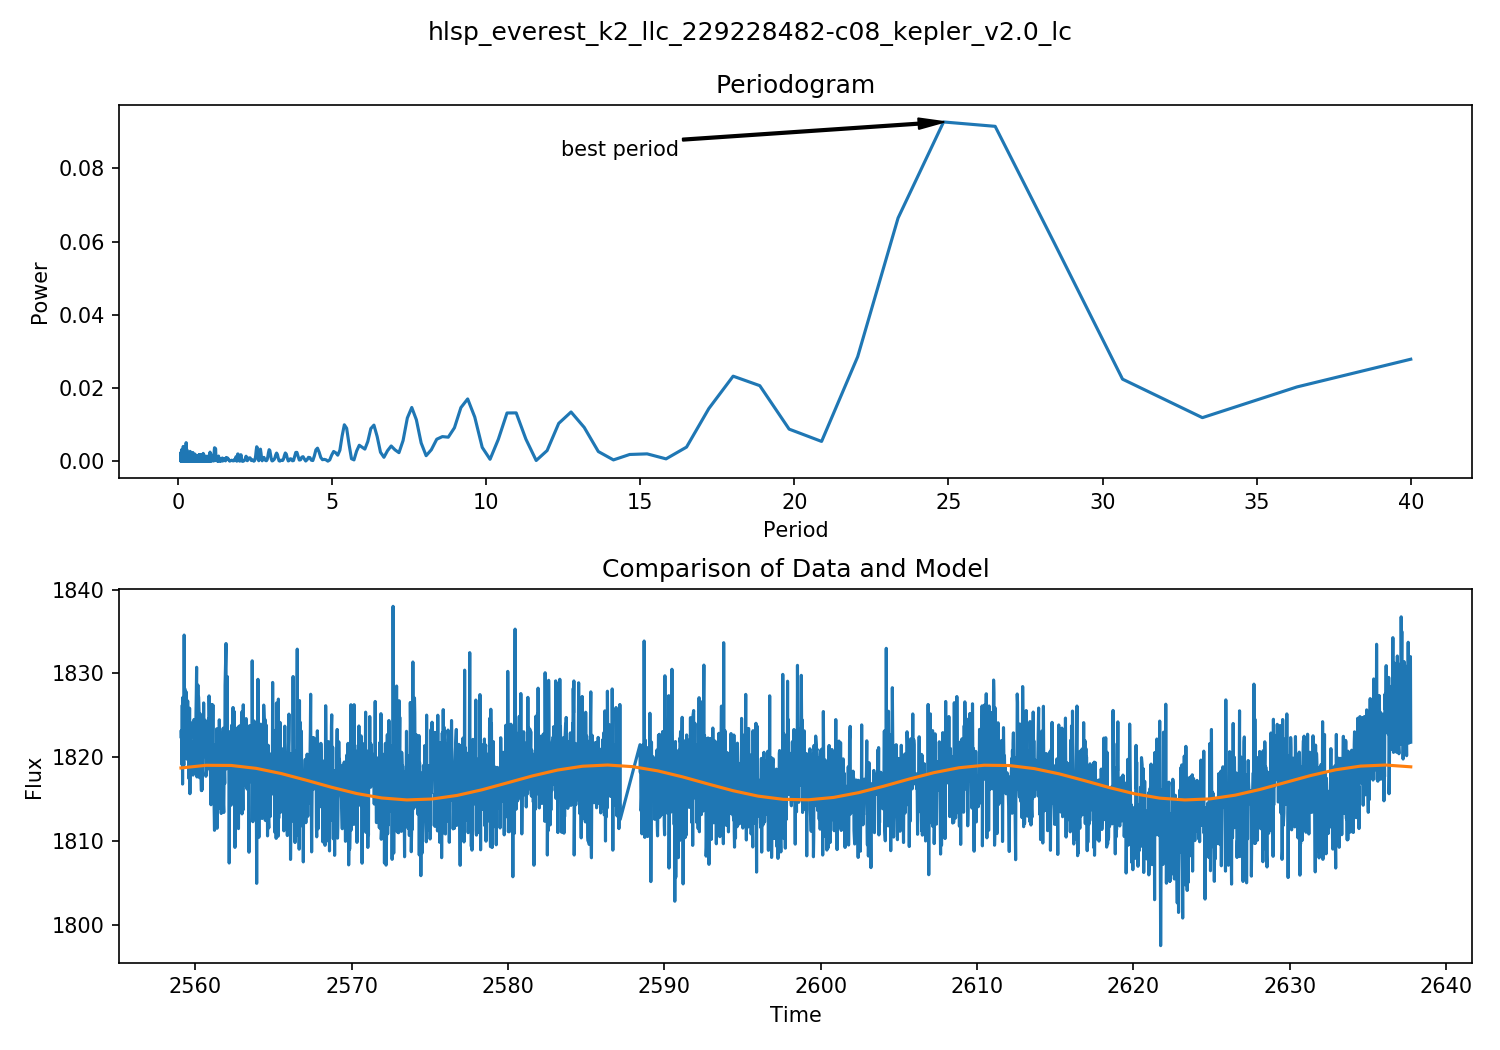 hlsp_everest_k2_llc_229228482-c08_kepler_v2.0_lc
Periodogram
best period
Power
0.08
0.06
0.04
0.02
0.00
0 5 10 15 20 25 30 35 40
Period
Comparison of Data and Model
Flux
1840
1830
1820
1810
1800
2560 2570 2580 2590 2600 2610 2620 2630 2640
Time